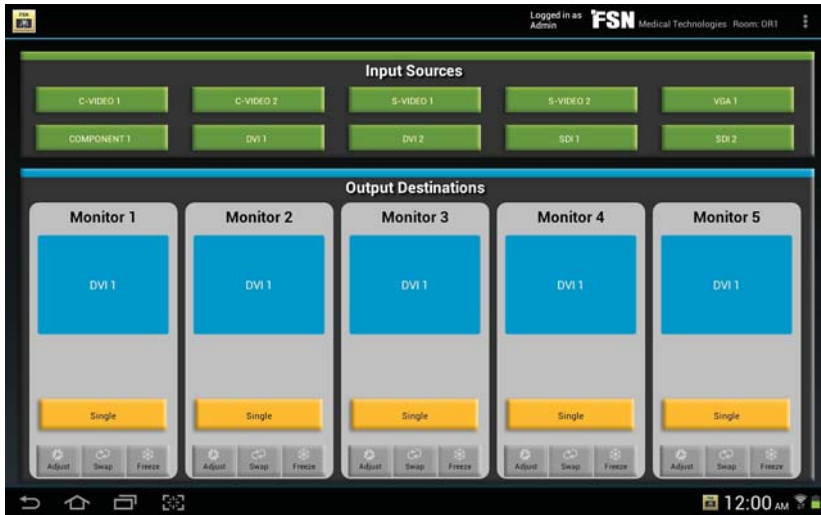 FSN
Logged in as
Admin
FSN Medical Technologies Room: OR1
Input Sources
C-VIDEO 1 C-VIDEO 2 S-VIDEO 1 S-VIDEO 2 VGA 1
COMPONENT 1 DVI 1 DVI 2 SDI 1 SDI 2
Output Destinations
Monitor 1 Monitor 2 Monitor 3 Monitor 4 Monitor 5
DVI 1 DVI 1 DVI 1 DVI 1 DVI 1
Single Single Single Single Single
Adjust Swap Freeze Adjust Swap Freeze Adjust Swap Freeze Adjust Swap Freeze Adjust Swap Freeze
12:00 AM